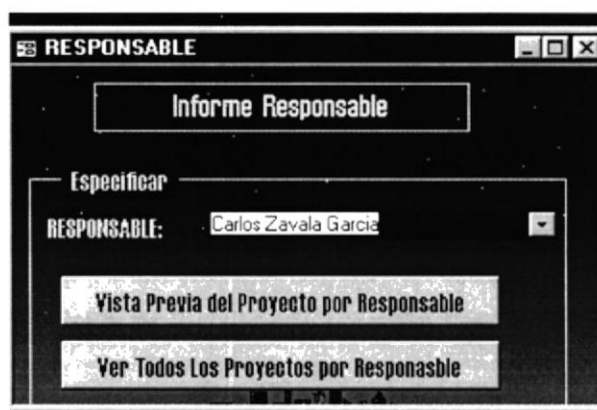 RESPONSABLE
Informe Responsable
Especificar
RESPONSABLE: Carlos Zavala Garcia
Vista Previa del Proyecto por Responsable
Ver Todos Los Proyectos por Responasble